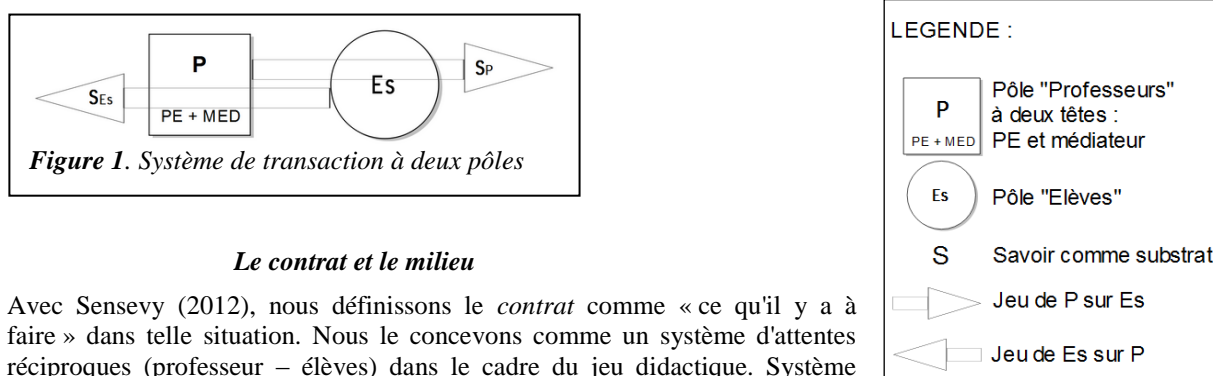 P
PE + MED
Es
SP
SEs
Figure 1. Système de transaction à deux pôles
Le contrat et le milieu
Avec Sensevy (2012), nous définissons le contrat comme « ce qu'il y a à
faire » dans telle situation. Nous le concevons comme un système d'attentes
réciproques (professeur – élèves) dans le cadre du jeu didactique. Système
LEGENDE :
P
PE + MED
Pôle "Professeurs"
à deux têtes :
PE et médiateur
Es
Pôle "Elèves"
S
Savoir comme substrat
Jeu de P sur Es
Jeu de Es sur P